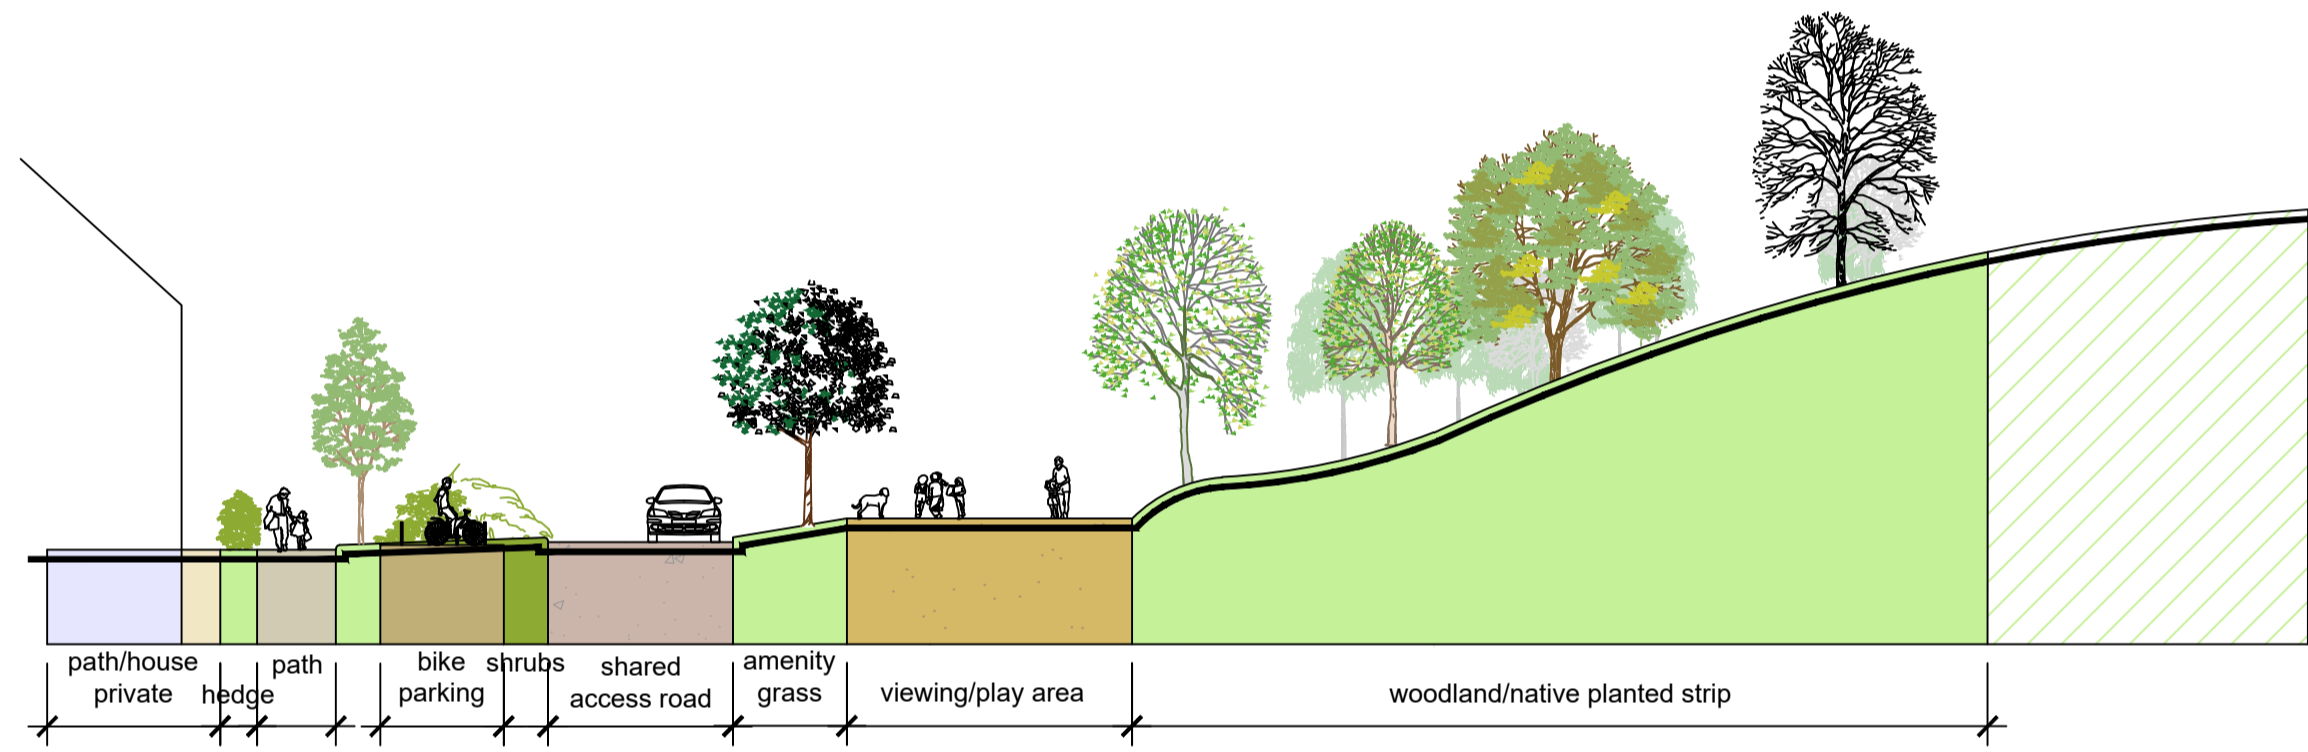 path/house
private
hedge
path
bike
parking
shrubs
shared
access road
amenity
grass
viewing/play area
woodland/native planted strip